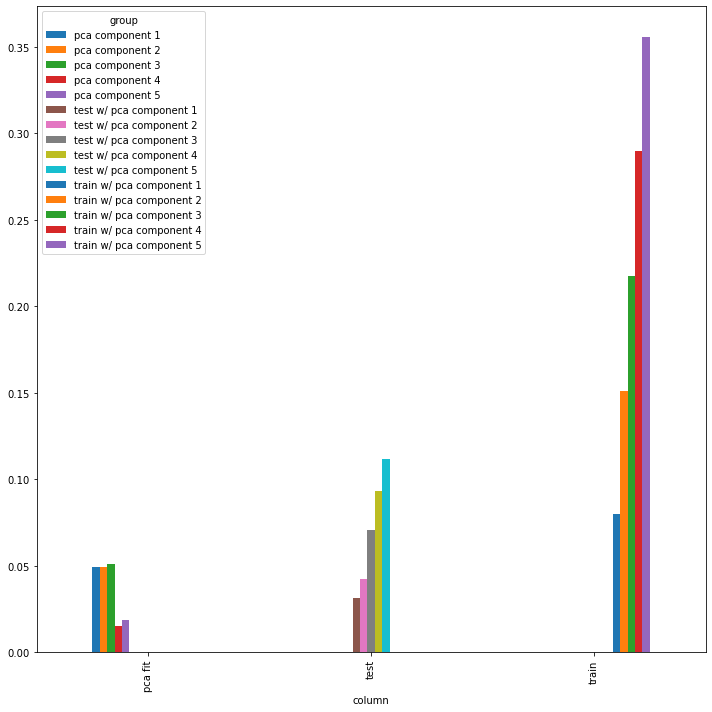 group
pca component 1
pca component 2
pca component 3
pca component 4
pca component 5
test w/ pca component 1
test w/ pca component 2
test w/ pca component 3
test w/ pca component 4
test w/ pca component 5
train w/ pca component 1
train w/ pca component 2
train w/ pca component 3
train w/ pca component 4
train w/ pca component 5
0.35
0.30
0.25
0.20
0.15
0.10
0.05
0.00
pca fit
test
train
column